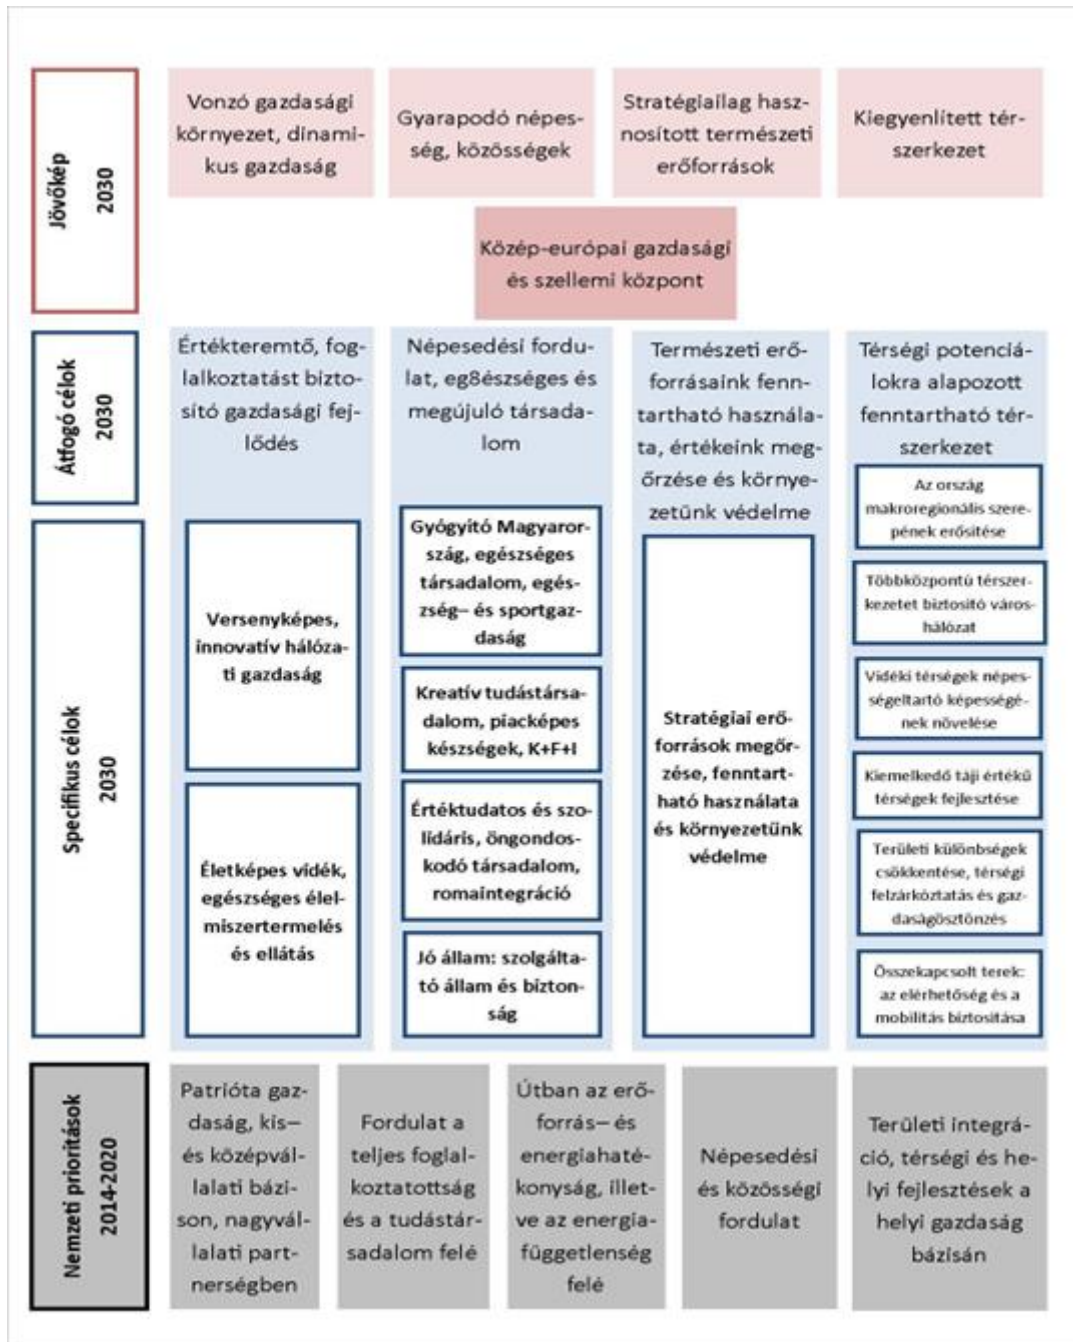 Jövőkép
2030
Vonzó gazdasági
környezet, dinami-
kus gazdaság
Gyarapodó népes-
ség, közösségek
Stratégiailag hasz-
nosított természeti
erőforrások
Kiegyenlített tér-
szerkezet
Közép-európai gazdasági
és szellemi központ
Átfogó célok
2030
Értékteremtő, fog-
lalkoztatást bizto-
sító gazdasági fej-
lődés
Népesedési fordu-
lat, eg8észséges és
megújuló társada-
lom
Természeti erő-
forrásaink fenn-
tartható használa-
ta, értékeink meg-
őrzése és környe-
zetünk védelme
Térségi potenciá-
lokra alapozott
fenntartható tér-
szerkezet
Specifikus célok
2030
Versenyképes,
innovatív hálóza-
ti gazdaság
Életképes vidék,
egészséges élel-
miszertermelés
és ellátás
Gyógyító Magyaror-
szág, egészséges
társadalom, egés-
zség– és sportgaz-
daság
Kreatív tudástársa-
dalom, piacképes
készségek, K+F+I
Értéktudatos és szo-
lidáris, öngondos-
kodó társadalom,
romaintegráció
Jó állam: szolgálta-
tó állam és bizton-
ság
Stratégiai erő-
források megőr-
zése, fenntart-
ható használata
és környezetünk
védelme
Az ország
makroregionális szere-
pének erősítése
Többközpontú térszer-
kezetet biztosító város-
hálózat
Vidéki térségek népes-
ségeltartó képességé-
nek növelése
Kiemelkedő táji értékű
térségek fejlesztése
Területi különbségek
csökkentése, térségi
felzárkóztatás és gaz-
daságösztönzés
Összekapcsolt terek:
az elérhetőség és a
mobilitás biztosítása
Nemzeti prioritások
2014-2020
Patrióta gaz-
daság, kis–
és középvál-
lalati bázi-
son, nagyvál-
lalati part-
nerségben
Fordulat a
teljes foglal-
koztatottság
és a tudástár-
sadalom felé
Útban az erő-
forrás– és
energiahaté-
konyság, illet-
ve az energia-
függetlenség
felé
Népesedési
és közösségi
fordulat
Területi integrá-
ció, térségi és he-
lyi fejlesztések a
helyi gazdaság
bázisán